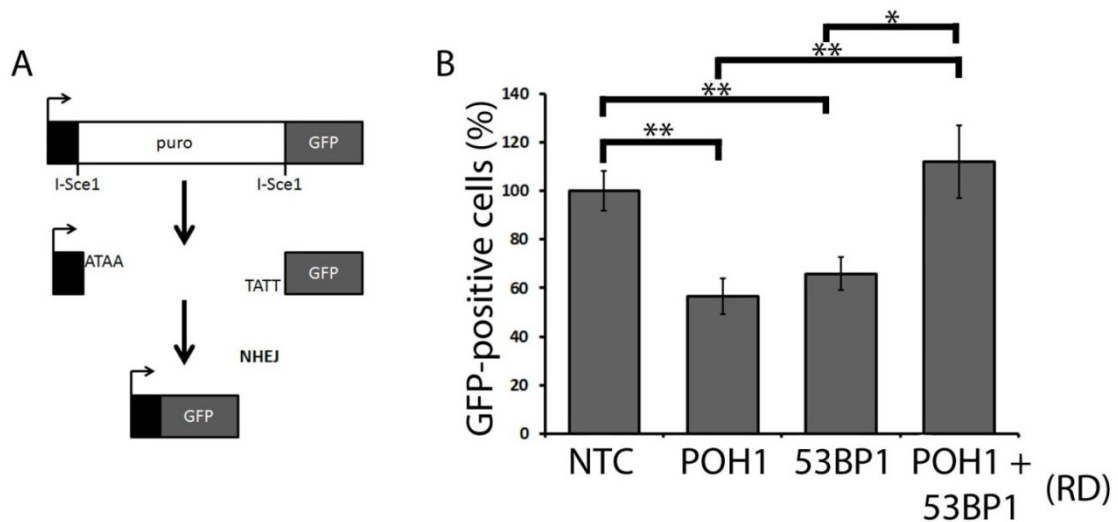 A
puro
GFP
I-Sce1
I-Sce1
ATAA
TATT
GFP
NHEJ
GFP
B
GFP-positive cells (%)
140
120
100
80
60
40
20
0
*
**
**
**
NTC
POH1
53BP1
POH1 +
53BP1
(RD)